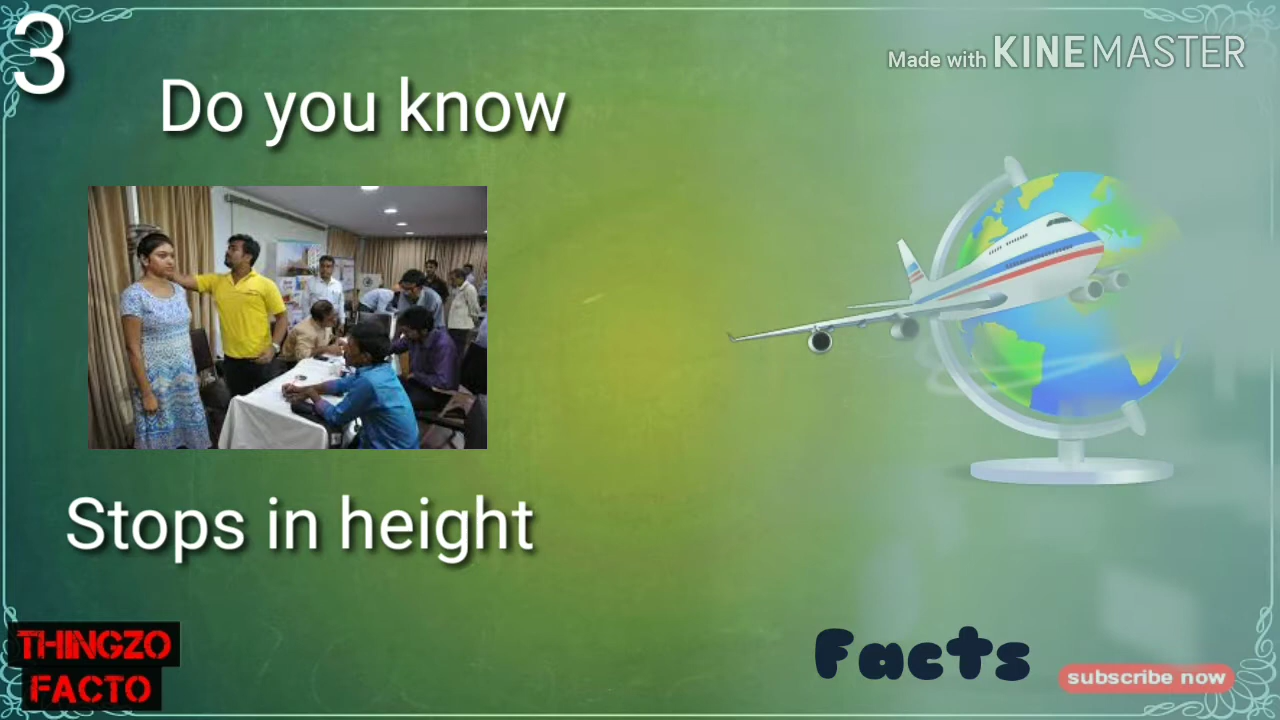 3
Made with KINEMASTER
Do you know
Stops in height
THINGZO
FACTO
Facts
subscribe now